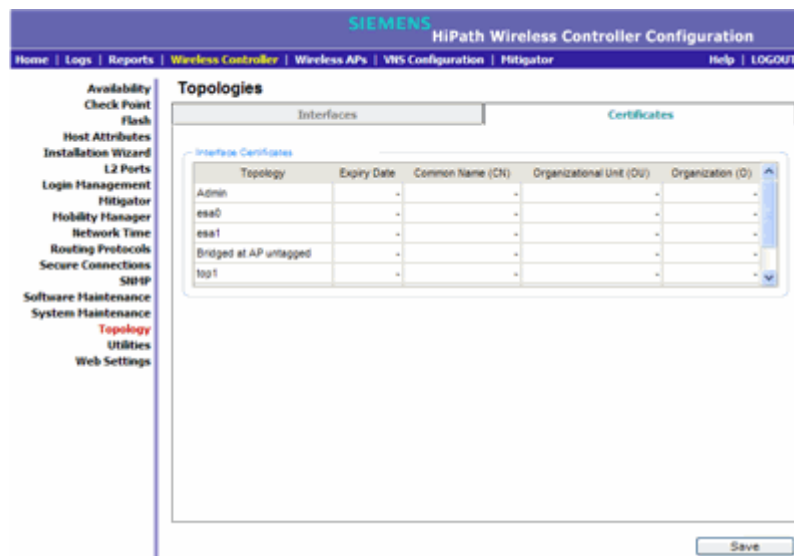 SIEMENS
HiPath Wireless Controller Configuration
Home | Logs | Reports | Wireless Controller | Wireless APs | VNS Configuration | Mitigator Help | LOGOUT
Availability
Check Point
Flash
Host Attributes
Installation Wizard
L2 Ports
Login Management
Mitigator
Mobility Manager
Network Time
Routing Protocols
Secure Connections
SNMP
Software Maintenance
System Maintenance
Topology
Utilities
Web Settings
Topologies
Interfaces Certificates
Interface Certificates
Topology Expiry Date Common Name (CN) Organizational Unit (OU) Organization (O)
Admin - - - -
esa0 - - - -
esa1 - - - -
Bridged at AP untagged - - - -
top1 - - - -
Save